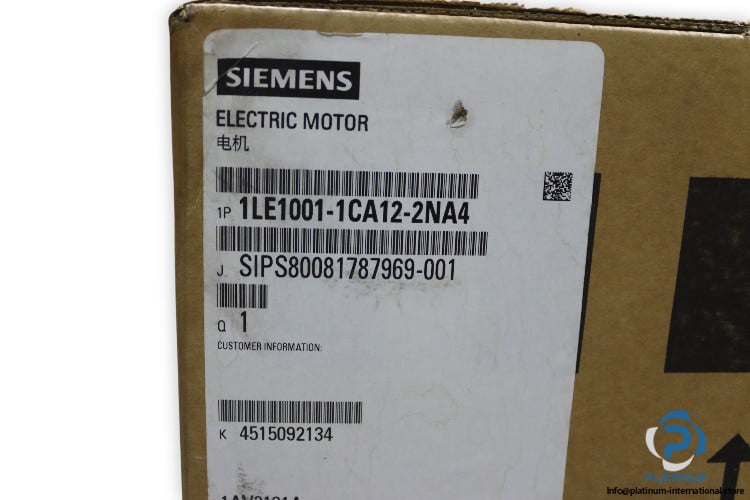 SIEMENS
ELECTRIC MOTOR
电机
1P 1LE1001-1CA12-2NA4
J SIPS80081787969-001
Q 1
CUSTOMER INFORMATION:
K 4515092134
PLATINUM
Info@platinum-international.store